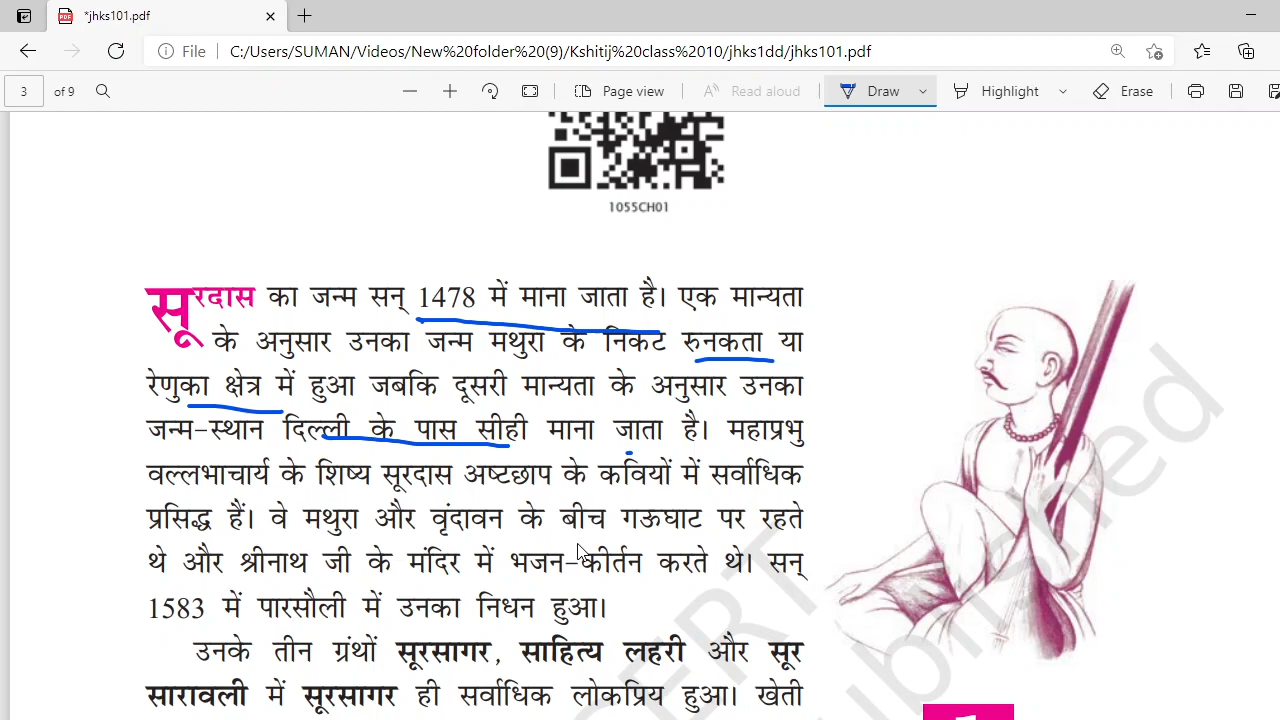 *jhks101.pdf
File C:/Users/SUMAN/Videos/New%20folder%20(9)/Kshitij%20class%2010/jhks1dd/jhks101.pdf
3 of 9 Page view Read aloud Draw Highlight Erase
1055CH01
सूरदास का जन्म सन् 1478 में माना जाता है। एक मान्यता
के अनुसार उनका जन्म मथुरा के निकट रुनकता या
रेणुका क्षेत्र में हुआ जबकि दूसरी मान्यता के अनुसार उनका
जन्म-स्थान दिल्ली के पास सीही माना जाता है। महाप्रभु
वल्लभाचार्य के शिष्य सूरदास अष्टछाप के कवियों में सर्वाधिक
प्रसिद्ध हैं। वे मथुरा और वृंदावन के बीच गऊघाट पर रहते
थे और श्रीनाथ जी के मंदिर में भजन-कीर्तन करते थे। सन्
1583 में पारसौली में उनका निधन हुआ।
उनके तीन ग्रंथों सूरसागर, साहित्य लहरी और सूर
सारावली में सूरसागर ही सर्वाधिक लोकप्रिय हुआ। खेती